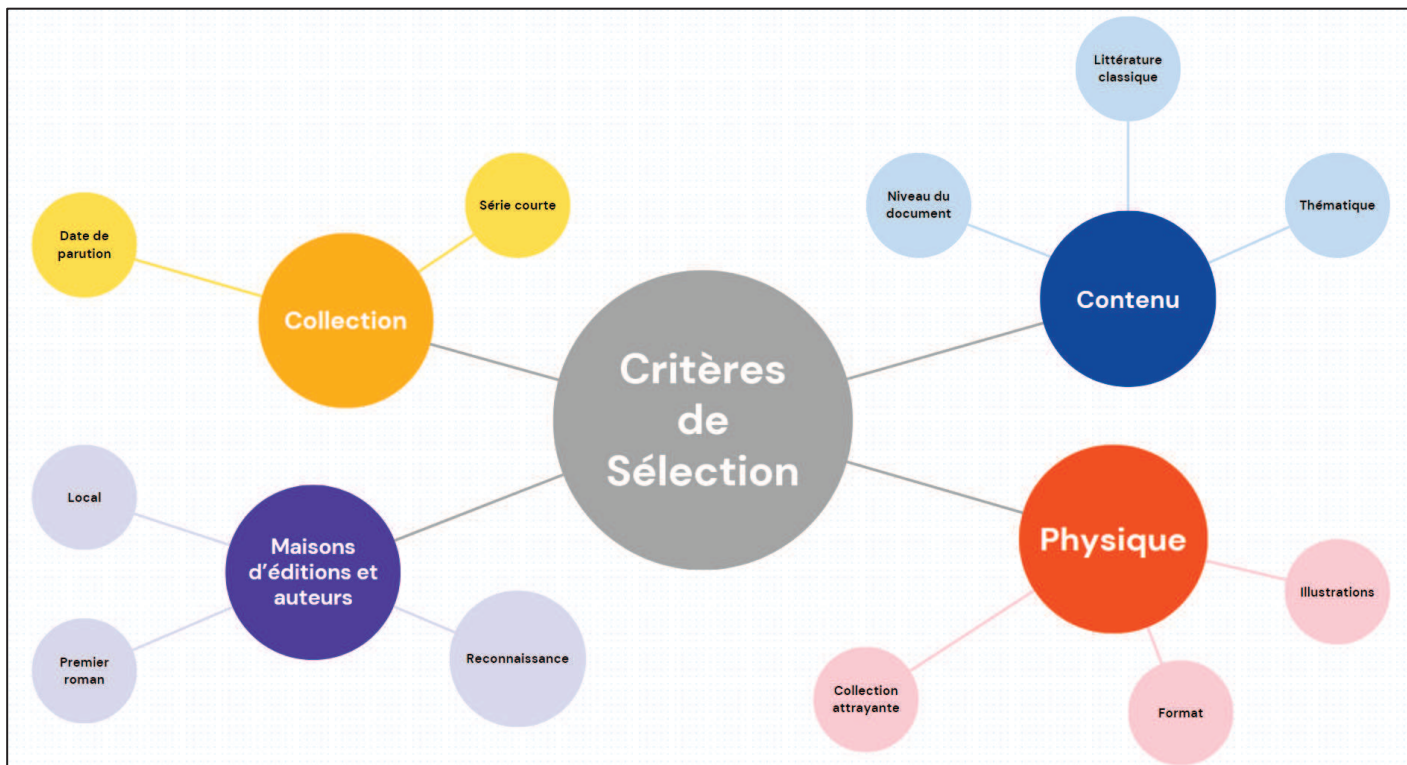 Littérature
classique
Niveau du
document
Thématique
Contenu
Série courte
Date de
parution
Collection
Critères
de
Sélection
Local
Maisons
d'éditions et
auteurs
Premier
roman
Reconnaissance
Physique
Illustrations
Collection
attrayante
Format